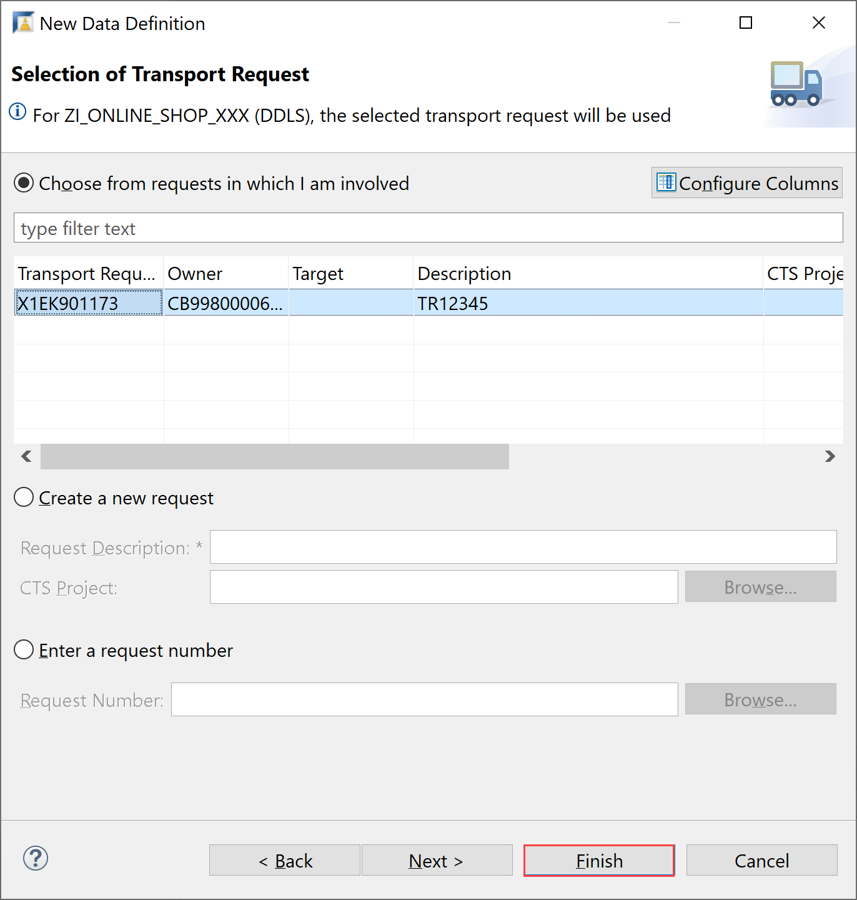 New Data Definition
Selection of Transport Request
For ZI_ONLINE_SHOP_XXX (DDLS), the selected transport request will be used
Choose from requests in which I am involved
Configure Columns
type filter text
Transport Requ... Owner Target Description CTS Proje
X1EK901173 CB99800006... TR12345
Create a new request
Request Description: *
CTS Project: Browse...
Enter a request number
Request Number: Browse...
< Back Next > Finish Cancel